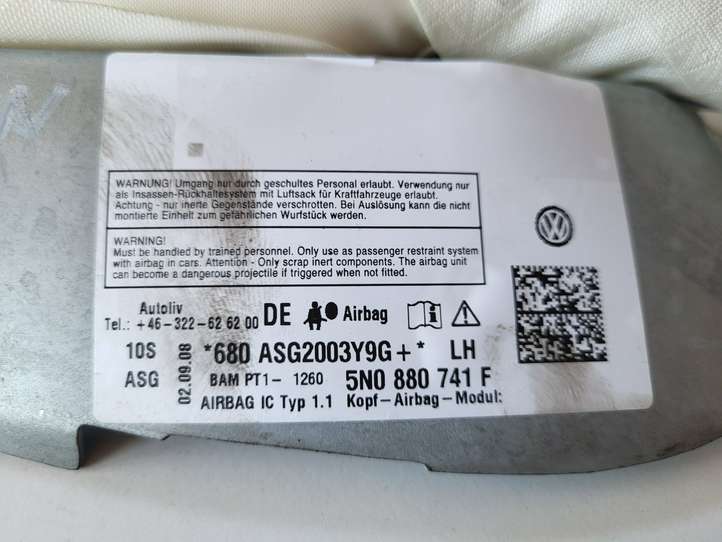 N
WARNUNG! Umgang nur durch geschultes Personal erlaubt. Verwendung nur
als Insassen-Rückhaltesystem mit Luftsack für Kraftfahrzeuge erlaubt.
Achtung - nur inerte Gegenstände verschrotten. Bei Auslösung kann die nicht
montierte Einheit zum gefährlichen Wurfstück werden.
WARNING!
Must be handled by trained personnel. Only use as passenger restraint system
with airbag in cars. Attention - Only scrap inert components. The airbag unit
can become a dangerous projectile if triggered when not fitted.
Autoliv
Tel.: +46-322-62 62 00 DE Airbag
10S *680 ASG2003Y9G+* LH
ASG 02.09.08 BAM PT1- 1260 5N0 880 741 F
AIRBAG IC Typ 1.1 Kopf-Airbag-Modul: